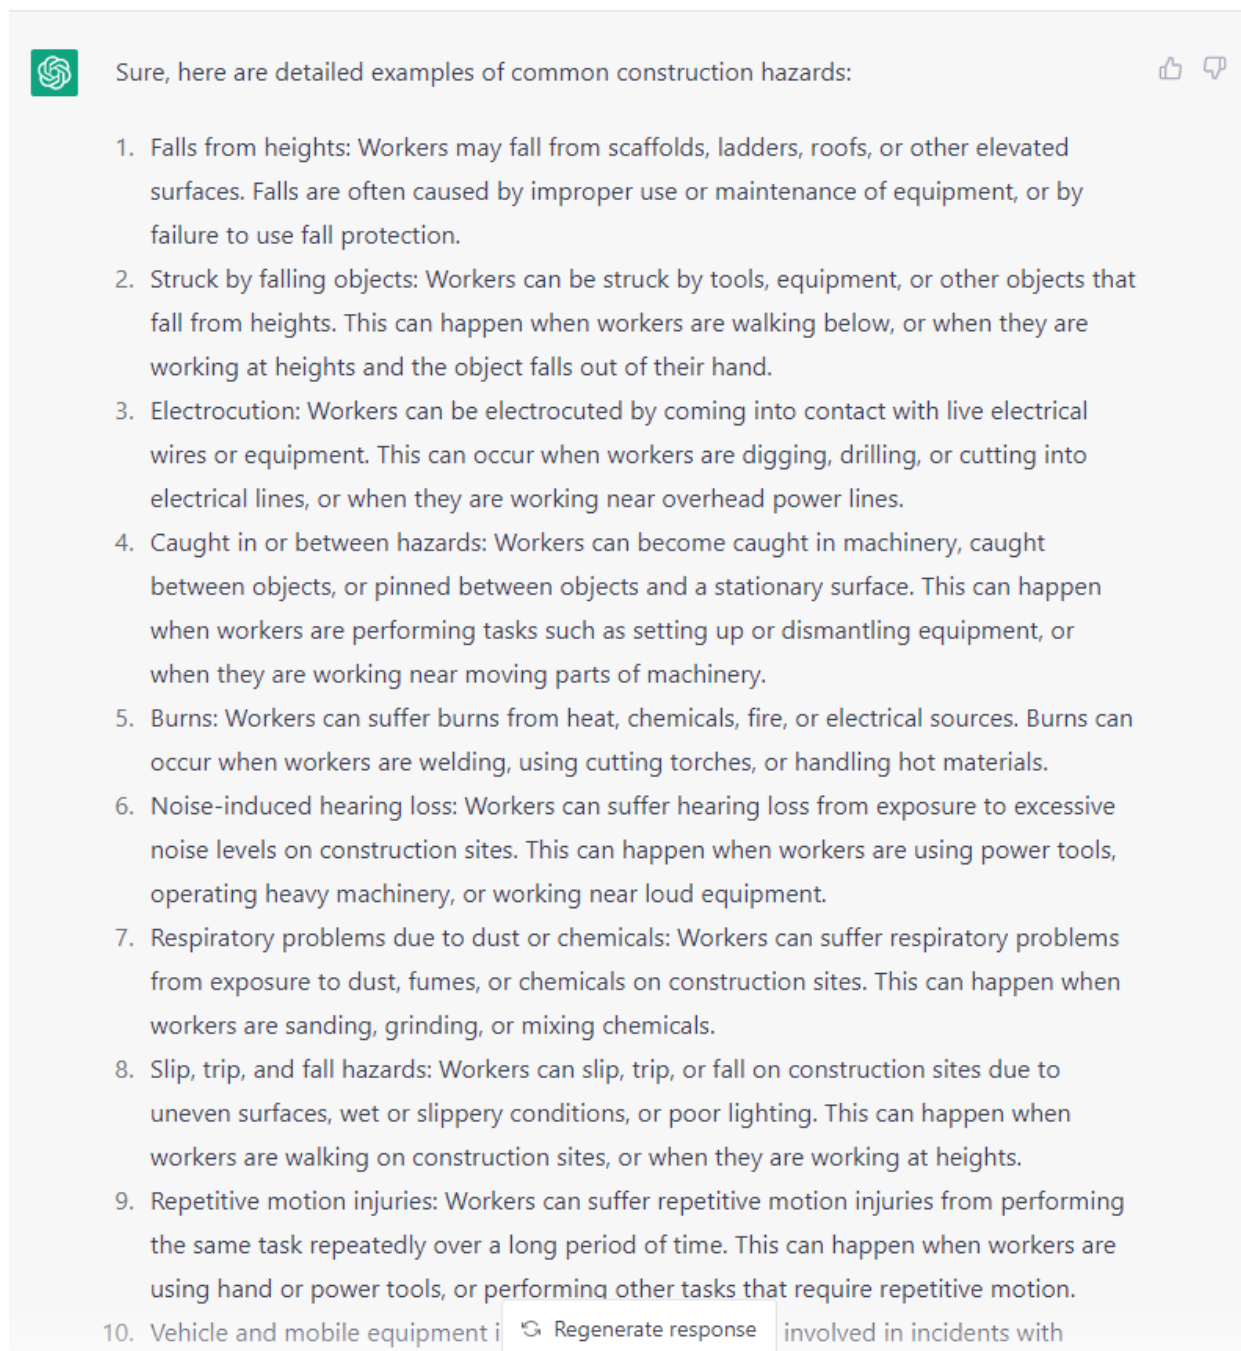 Sure, here are detailed examples of common construction hazards:
1. Falls from heights: Workers may fall from scaffolds, ladders, roofs, or other elevated
surfaces. Falls are often caused by improper use or maintenance of equipment, or by
failure to use fall protection.
2. Struck by falling objects: Workers can be struck by tools, equipment, or other objects that
fall from heights. This can happen when workers are walking below, or when they are
working at heights and the object falls out of their hand.
3. Electrocution: Workers can be electrocuted by coming into contact with live electrical
wires or equipment. This can occur when workers are digging, drilling, or cutting into
electrical lines, or when they are working near overhead power lines.
4. Caught in or between hazards: Workers can become caught in machinery, caught
between objects, or pinned between objects and a stationary surface. This can happen
when workers are performing tasks such as setting up or dismantling equipment, or
when they are working near moving parts of machinery.
5. Burns: Workers can suffer burns from heat, chemicals, fire, or electrical sources. Burns can
occur when workers are welding, using cutting torches, or handling hot materials.
6. Noise-induced hearing loss: Workers can suffer hearing loss from exposure to excessive
noise levels on construction sites. This can happen when workers are using power tools,
operating heavy machinery, or working near loud equipment.
7. Respiratory problems due to dust or chemicals: Workers can suffer respiratory problems
from exposure to dust, fumes, or chemicals on construction sites. This can happen when
workers are sanding, grinding, or mixing chemicals.
8. Slip, trip, and fall hazards: Workers can slip, trip, or fall on construction sites due to
uneven surfaces, wet or slippery conditions, or poor lighting. This can happen when
workers are walking on construction sites, or when they are working at heights.
9. Repetitive motion injuries: Workers can suffer repetitive motion injuries from performing
the same task repeatedly over a long period of time. This can happen when workers are
using hand or power tools, or performing other tasks that require repetitive motion.
10. Vehicle and mobile equipment i
Regenerate response
involved in incidents with